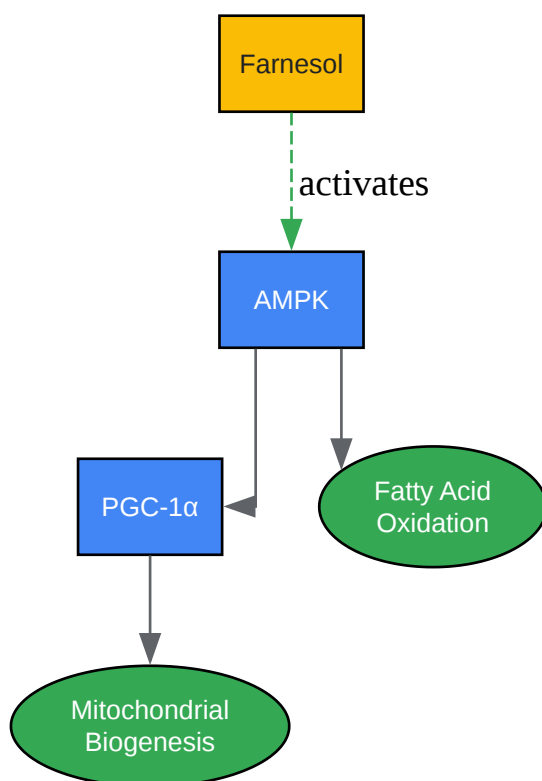 Farnesol
activates
AMPK
PGC-1α
Fatty Acid
Oxidation
Mitochondrial
Biogenesis